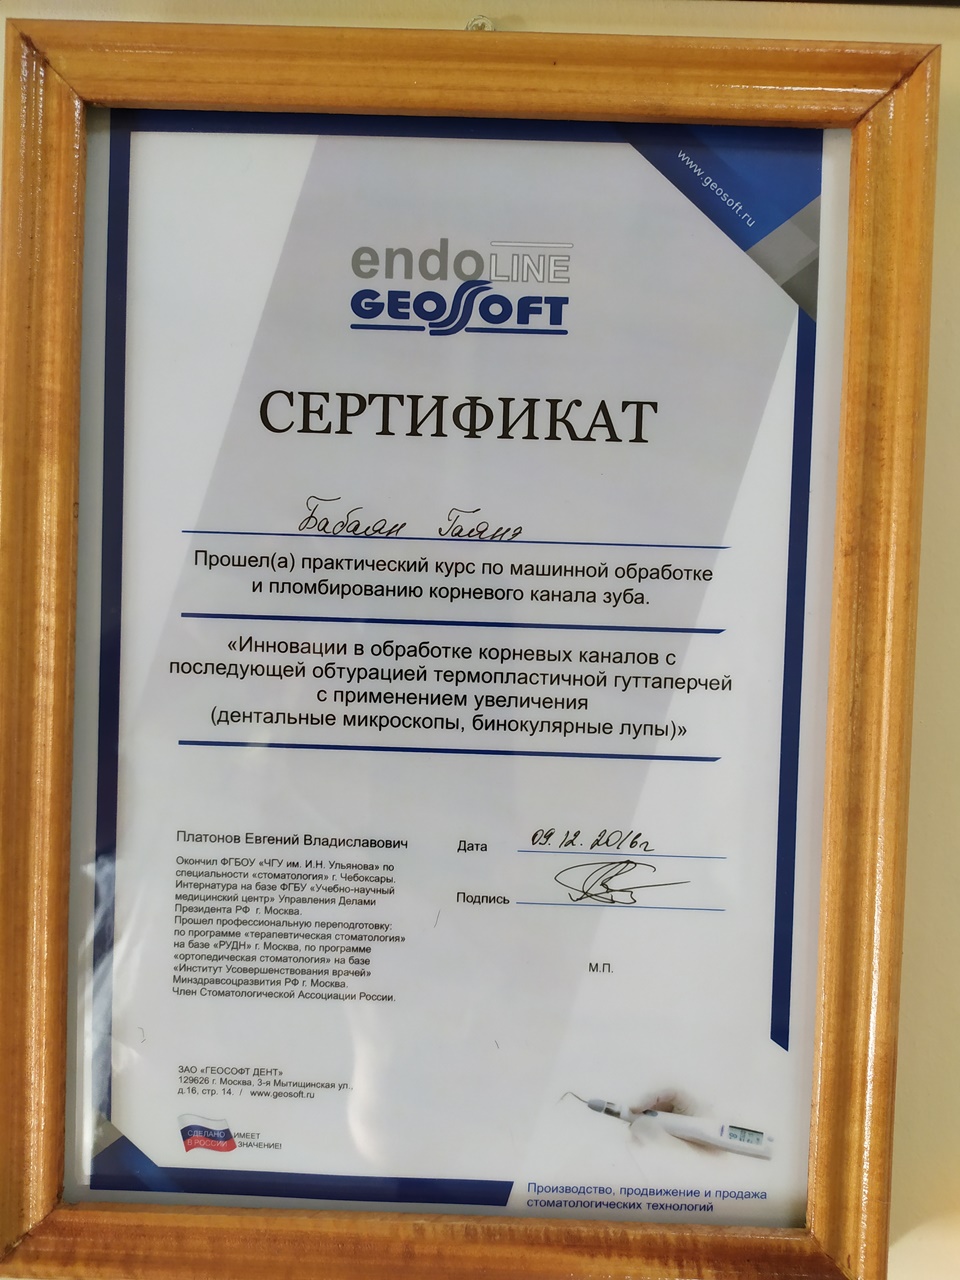 www.geosoft.ru
endoLINE
GEOSOFT
СЕРТИФИКАТ
Бабаян Гаянэ
Прошел(а) практический курс по машинной обработке
и пломбированию корневого канала зуба.
«Инновации в обработке корневых каналов с
последующей обтурацией термопластичной гуттаперчей
с применением увеличения
(дентальные микроскопы, бинокулярные лупы)»
Платонов Евгений Владиславович
Окончил ФГБОУ «ЧГУ им. И.Н. Ульянова» по
специальности «стоматология» г. Чебоксары.
Интернатура на базе ФГБУ «Учебно-научный
медицинский центр» Управления Делами
Президента РФ г. Москва.
Прошел профессиональную переподготовку:
по программе «терапевтическая стоматология»
на базе «РУДН» г. Москва, по программе
«ортопедическая стоматология» на базе
«Институт Усовершенствования врачей»
Минздравсоцразвития РФ г. Москва.
Член Стоматологической Ассоциации России.
Дата 09.12.2016г
Подпись
М.П.
ЗАО «ГЕОСОФТ ДЕНТ»
129626 г. Москва, 3-я Мытищинская ул.,
д.16, стр. 14. / www.geosoft.ru
СДЕЛАНО ИМЕЕТ
В РОССИИ ЗНАЧЕНИЕ!
Производство, продвижение и продажа
стоматологических технологий